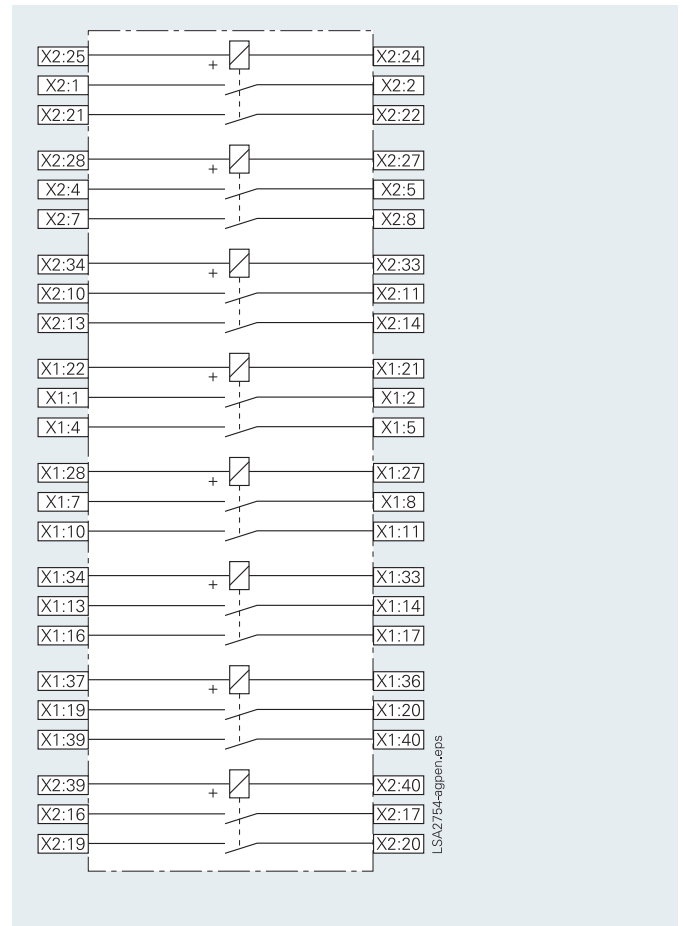 X2:25 + X2:24
X2:1 X2:2
X2:21 X2:22
X2:28 + X2:27
X2:4 X2:5
X2:7 X2:8
X2:34 + X2:33
X2:10 X2:11
X2:13 X2:14
X1:22 + X1:21
X1:1 X1:2
X1:4 X1:5
X1:28 + X1:27
X1:7 X1:8
X1:10 X1:11
X1:34 + X1:33
X1:13 X1:14
X1:16 X1:17
X1:37 + X1:36
X1:19 X1:20
X1:39 X1:40
X2:39 + X2:40
X2:16 X2:17
X2:19 X2:20
LSA2754-agpen.eps